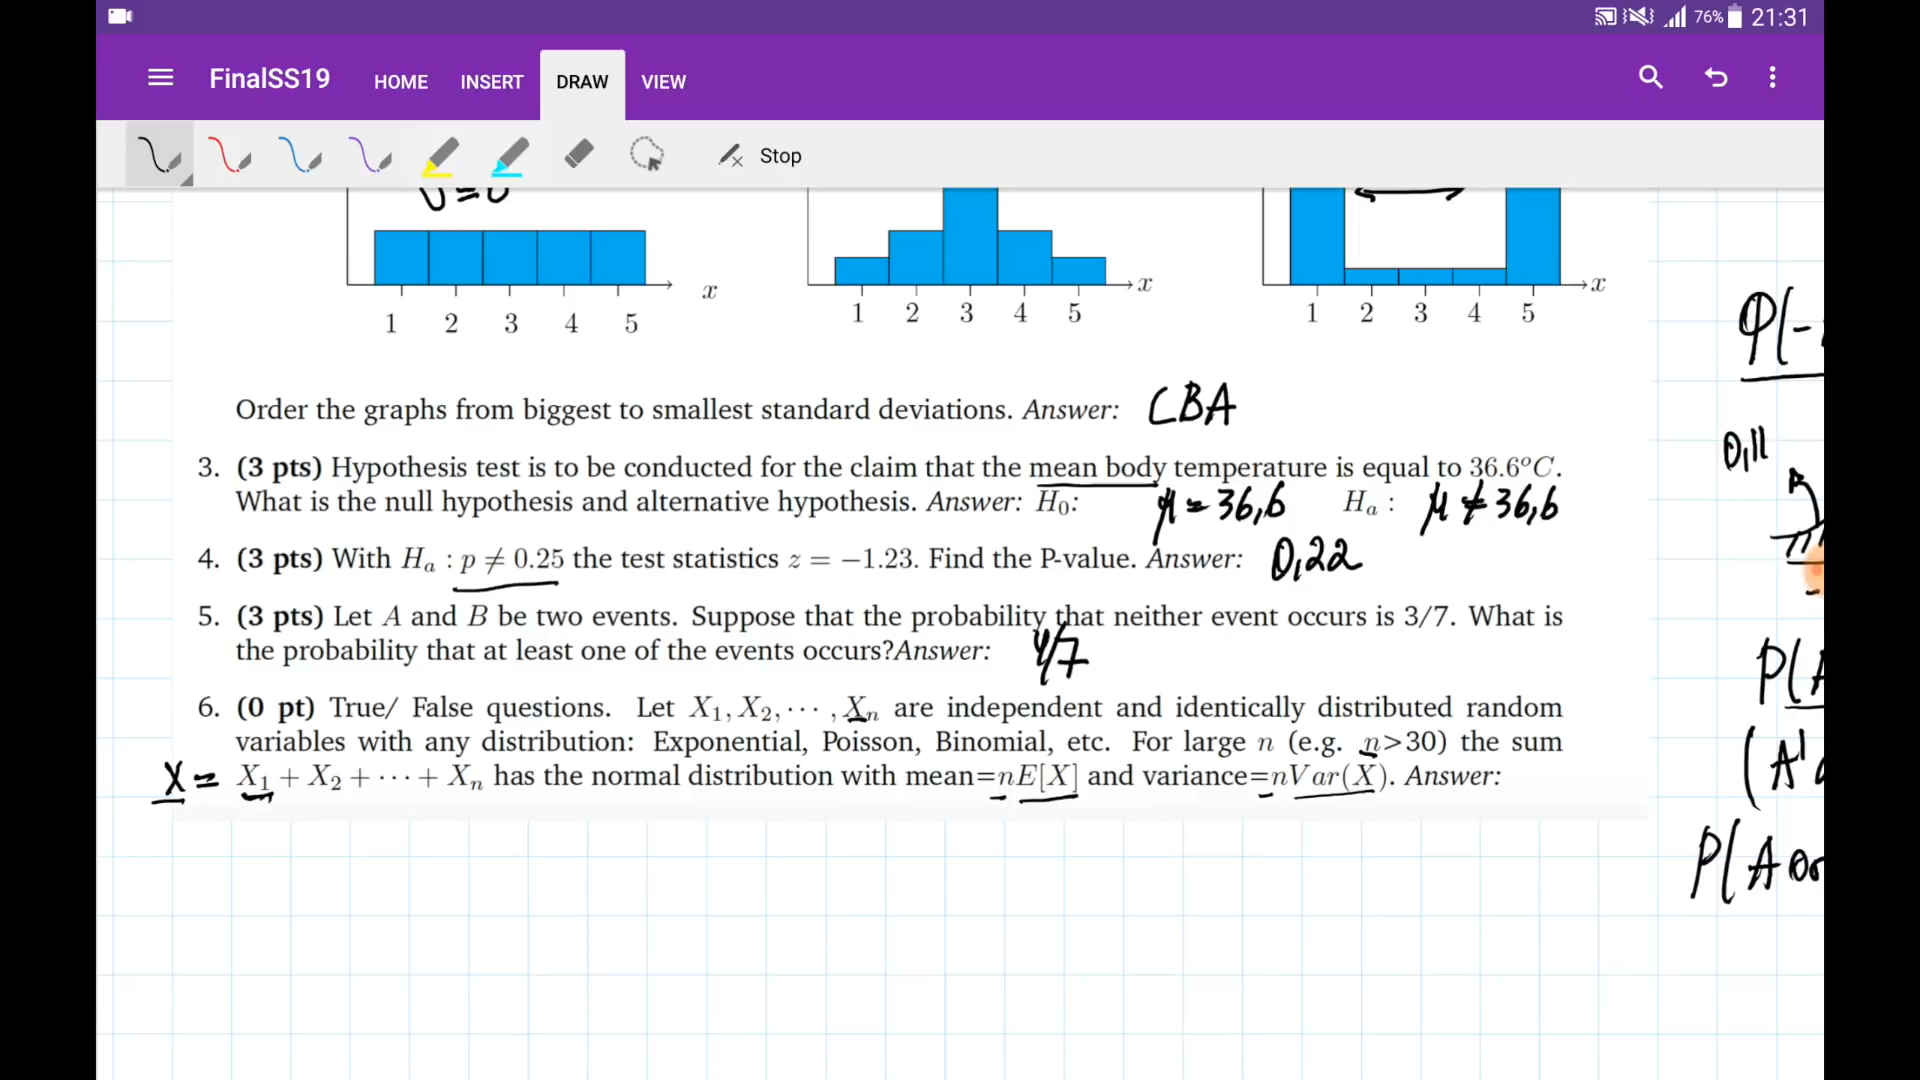 76% 21:31
FinalSS19 HOME INSERT DRAW VIEW
Stop
x x x
1 2 3 4 5 1 2 3 4 5 1 2 3 4 5
Order the graphs from biggest to smallest standard deviations. Answer: CBA
3. (3 pts) Hypothesis test is to be conducted for the claim that the mean body temperature is equal to 36.6°C.
What is the null hypothesis and alternative hypothesis. Answer: H₀: μ = 36,6 Hₐ : μ ≠ 36,6
4. (3 pts) With Hₐ : p ≠ 0.25 the test statistics z = −1.23. Find the P-value. Answer: 0,22
5. (3 pts) Let A and B be two events. Suppose that the probability that neither event occurs is 3/7. What is
the probability that at least one of the events occurs?Answer: 4/7
6. (0 pt) True/ False questions. Let X₁, X₂, ··· , Xₙ are independent and identically distributed random
variables with any distribution: Exponential, Poisson, Binomial, etc. For large n (e.g. n>30) the sum
X = X₁ + X₂ + ··· + Xₙ has the normal distribution with mean=nE[X] and variance=nVar(X). Answer:
0,11
P(A
(A'
P(A or